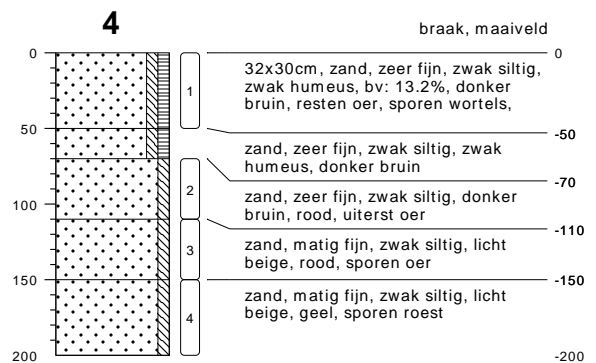 4
braak, maaiveld
0
0
32x30cm, zand, zeer fijn, zwak siltig,
zwak humeus, bv: 13.2%, donker
bruin, resten oer, sporen wortels,
1
50
-50
zand, zeer fijn, zwak siltig, zwak
humeus, donker bruin
-70
2
zand, zeer fijn, zwak siltig, donker
bruin, rood, uiterst oer
100
-110
3
zand, matig fijn, zwak siltig, licht
beige, rood, sporen oer
150
-150
4
zand, matig fijn, zwak siltig, licht
beige, geel, sporen roest
200
-200